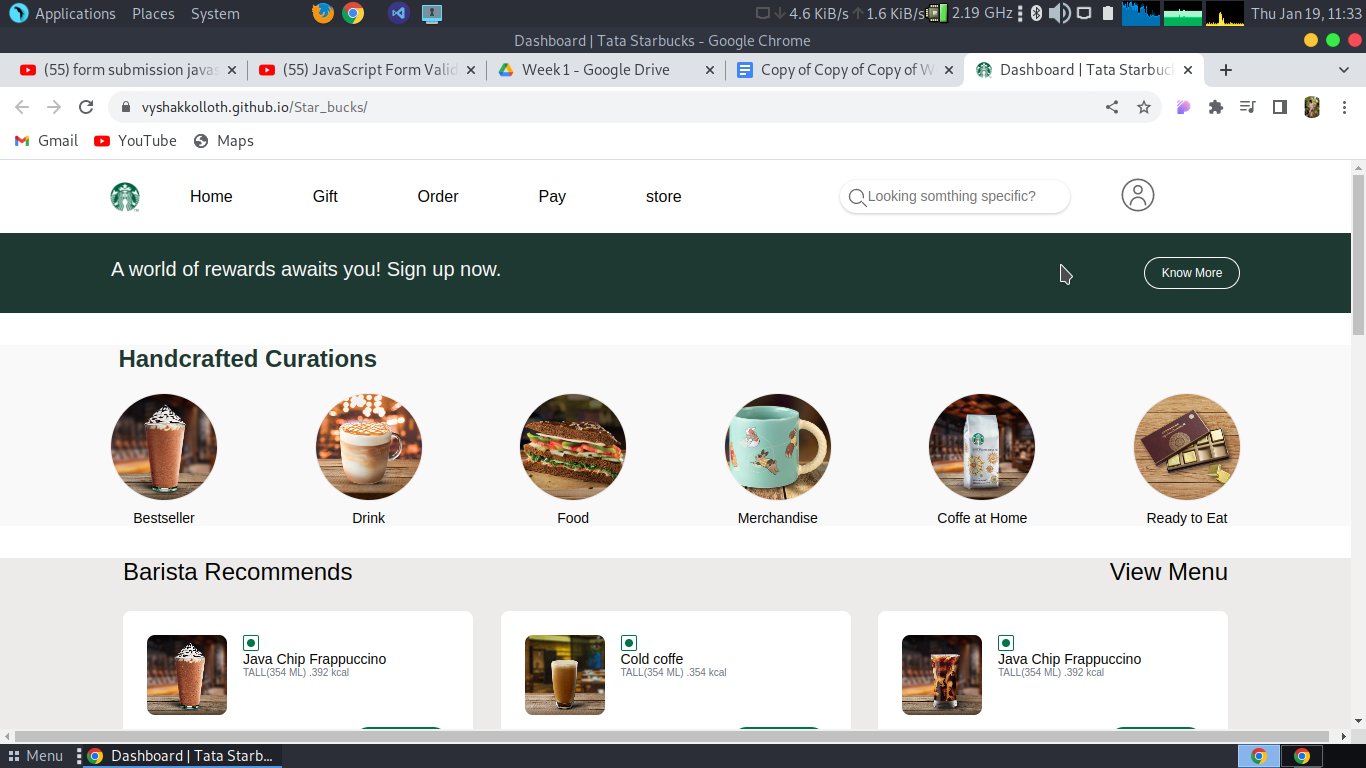 Applications Places System 4.6 KiB/s 1.6 KiB/s 2.19 GHz Thu Jan 19, 11:33
Dashboard | Tata Starbucks - Google Chrome
(55) form submission javas (55) JavaScript Form Valid Week1 - Google Drive Copy of Copy of Copy of W Dashboard | Tata Starbuc
vyshakkolloth.github.io/Star_bucks/
Gmail YouTube Maps
Home Gift Order Pay store Looking somthing specific?
A world of rewards awaits you! Sign up now. Know More
Handcrafted Curations
Bestseller Drink Food Merchandise Coffe at Home Ready to Eat
Barista Recommends View Menu
Java Chip Frappuccino Cold coffe Java Chip Frappuccino
TALL(354 ML) .392 kcal TALL(354 ML) .354 kcal TALL(354 ML) .392 kcal
Menu Dashboard | Tata Starb...